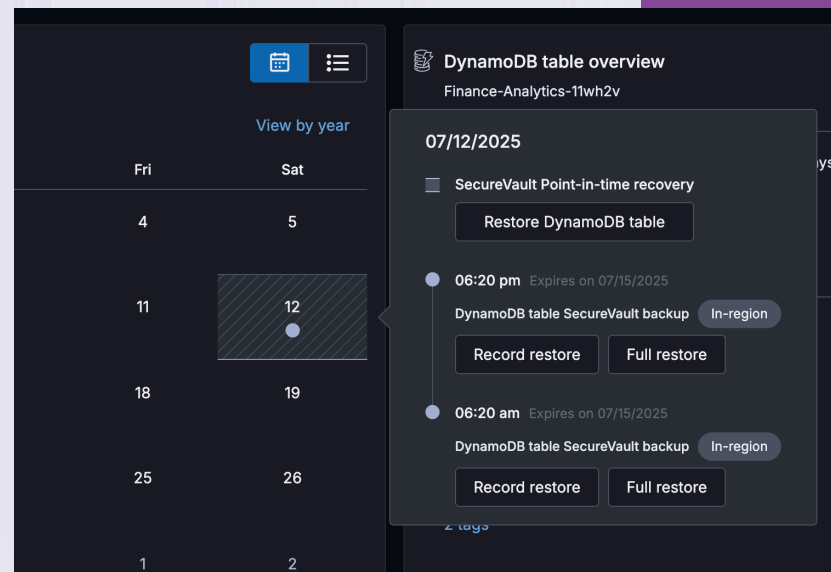 View by year
Fri Sat
4 5
11 12
18 19
25 26
1 2
DynamoDB table overview
Finance-Analytics-11wh2v
07/12/2025
SecureVault Point-in-time recovery
Restore DynamoDB table
06:20 pm Expires on 07/15/2025
DynamoDB table SecureVault backup In-region
Record restore Full restore
06:20 am Expires on 07/15/2025
DynamoDB table SecureVault backup In-region
Record restore Full restore
2 tags